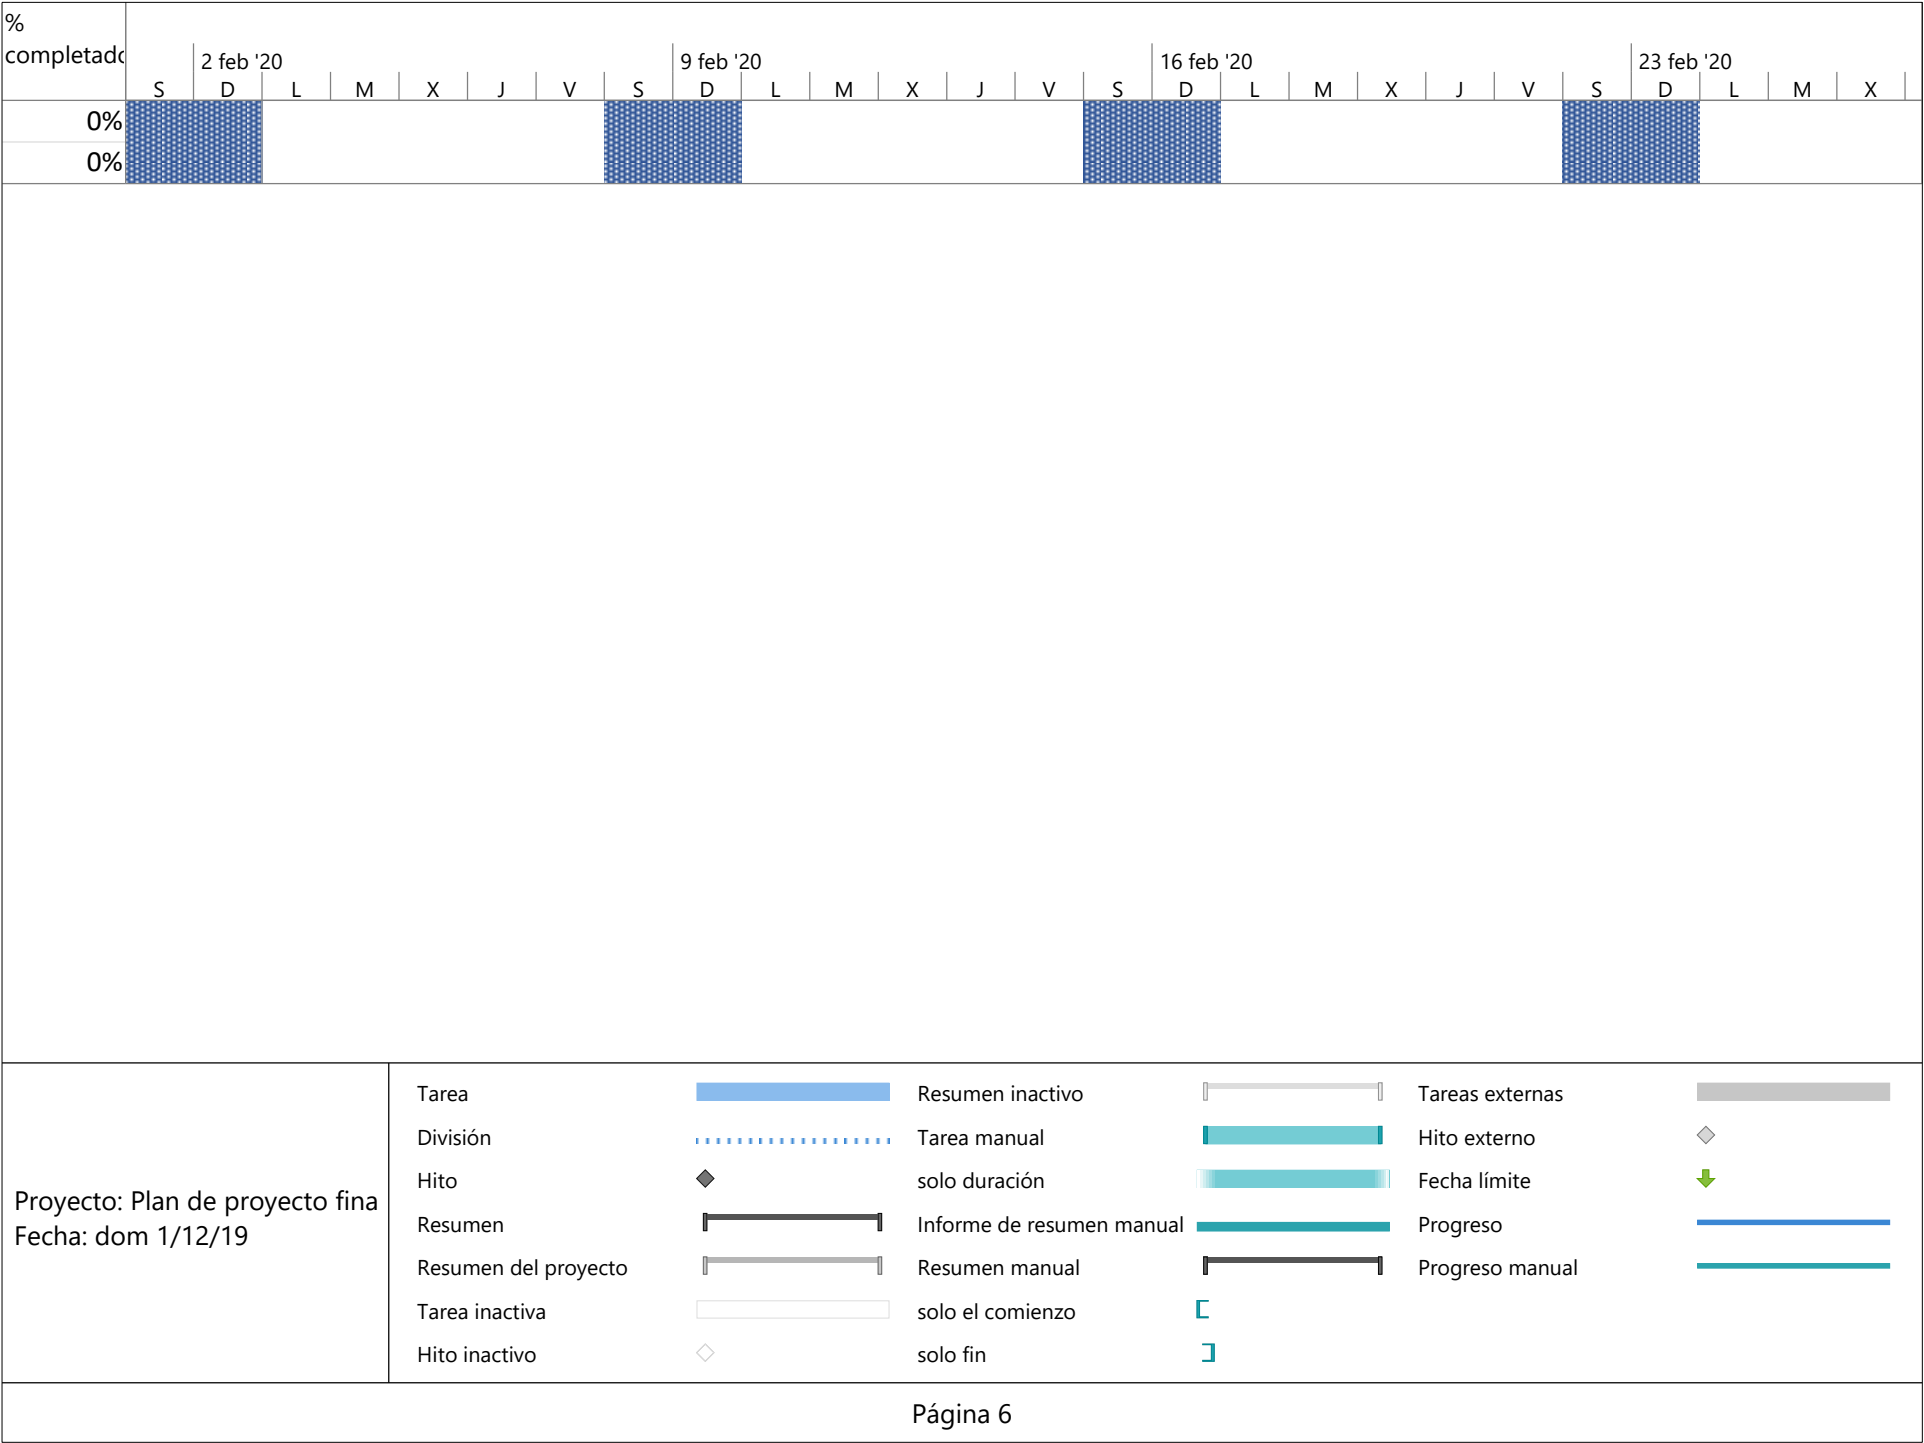 %
completado
2 feb '20 9 feb '20 16 feb '20 23 feb '20
S D L M X J V S D L M X J V S D L M X J V S D L M X
0%
0%
Proyecto: Plan de proyecto fina
Fecha: dom 1/12/19
Tarea
División
Hito
Resumen
Resumen del proyecto
Tarea inactiva
Hito inactivo
Resumen inactivo
Tarea manual
solo duración
Informe de resumen manual
Resumen manual
solo el comienzo
solo fin
Tareas externas
Hito externo
Fecha límite
Progreso
Progreso manual
Página 6